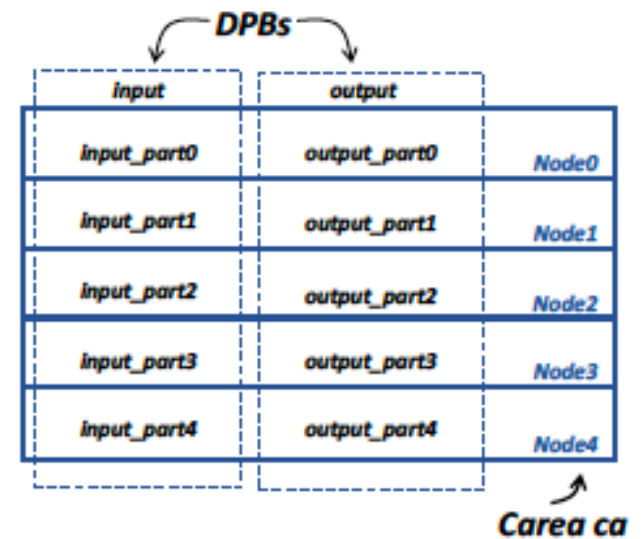 DPBs
input output
input_part0 output_part0 Node0
input_part1 output_part1 Node1
input_part2 output_part2 Node2
input_part3 output_part3 Node3
input_part4 output_part4 Node4
Carea ca